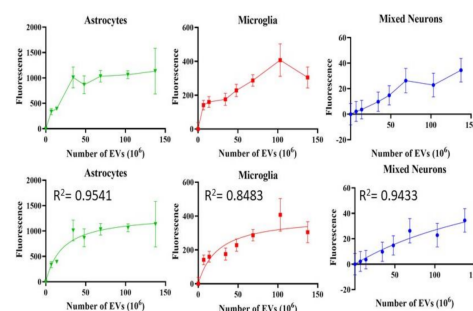 Astrocytes
Fluorescence
2000
1500
1000
500
0
0 50 100 150
Number of EVs (10⁶)
Microglia
Fluorescence
600
400
200
0
0 50 100 150
Number of EVs (10⁶)
Mixed Neurons
Fluorescence
60
40
20
0
-20
50 100 150
Number of EVs (10⁶)
Astrocytes
R²= 0.9541
Fluorescence
2000
1500
1000
500
0
0 50 100 150
Number of EVs (10⁶)
Microglia
R²= 0.8483
Fluorescence
600
400
200
0
0 50 100 150
Number of EVs (10⁶)
Mixed Neurons
R²= 0.9433
Fluorescence
60
40
20
0
-20
50 100 1
Number of EVs (10⁶)